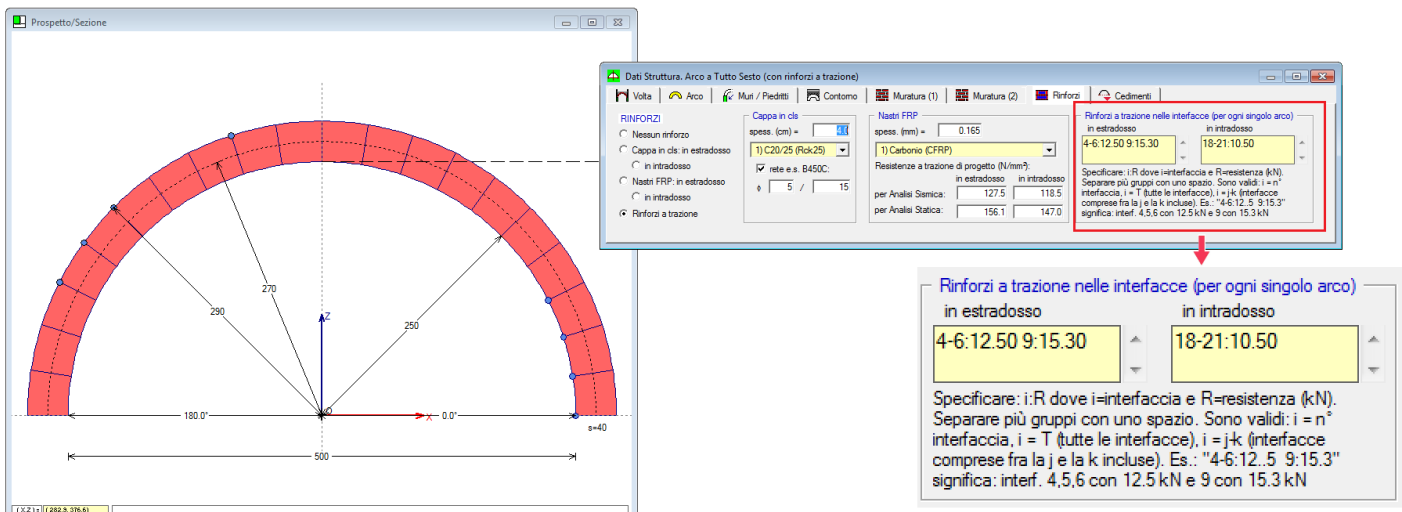 Prospetto/Sezione
290
270
250
Z
O
X
180.0°
0.0°
s=40
500
( X,Z ) = ( 282.9, 376.6)
Dati Struttura. Arco a Tutto Sesto (con rinforzi a trazione)
Volta Arco Muri / Piedritti Contorno Muratura (1) Muratura (2) Rinforzi Cedimenti
RINFORZI
Nessun rinforzo
Cappa in cls: in estradosso
in intradosso
Nastri FRP: in estradosso
in intradosso
Rinforzi a trazione
Cappa in cls
spess. (cm) = 4.0
1) C20/25 (Rck25)
rete e.s. B450C:
ϕ 5 / 15
Nastri FRP
spess. (mm) = 0.165
1) Carbonio (CFRP)
Resistenze a trazione di progetto (N/mm²):
in estradosso in intradosso
per Analisi Sismica: 127.5 118.5
per Analisi Statica: 156.1 147.0
Rinforzi a trazione nelle interfacce (per ogni singolo arco)
in estradosso in intradosso
4-6:12.50 9:15.30 18-21:10.50
Specificare: i:R dove i=interfaccia e R=resistenza (kN).
Separare più gruppi con uno spazio. Sono validi: i = n°
interfaccia, i = T (tutte le interfacce), i = j-k (interfacce
comprese fra la j e la k incluse). Es.: "4-6:12..5 9:15.3"
significa: interf. 4,5,6 con 12.5 kN e 9 con 15.3 kN
Rinforzi a trazione nelle interfacce (per ogni singolo arco)
in estradosso in intradosso
4-6:12.50 9:15.30 18-21:10.50
Specificare: i:R dove i=interfaccia e R=resistenza (kN).
Separare più gruppi con uno spazio. Sono validi: i = n°
interfaccia, i = T (tutte le interfacce), i = j-k (interfacce
comprese fra la j e la k incluse). Es.: "4-6:12..5 9:15.3"
significa: interf. 4,5,6 con 12.5 kN e 9 con 15.3 kN